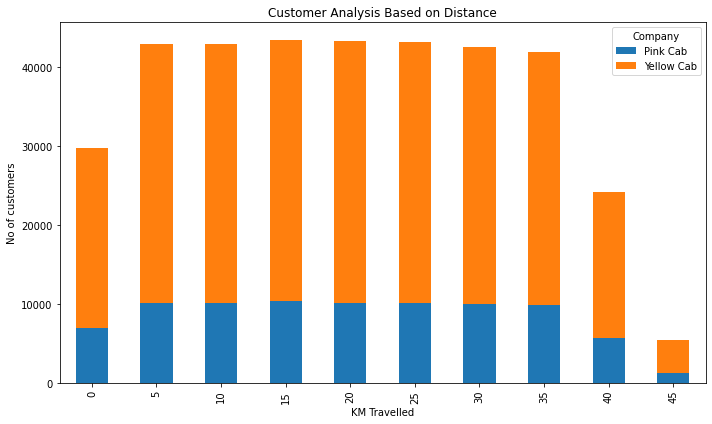 Customer Analysis Based on Distance
Company
Pink Cab
Yellow Cab
No of customers
40000
30000
20000
10000
0
0 5 10 15 20 25 30 35 40 45
KM Travelled